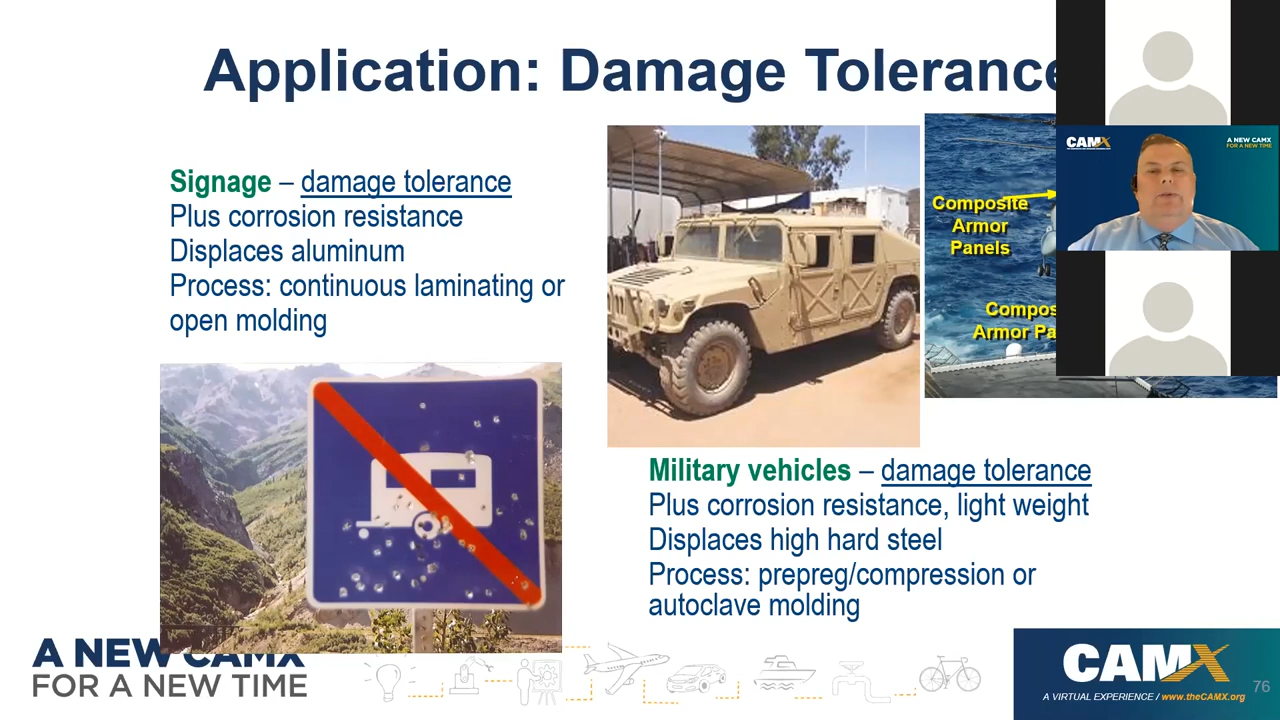 Application: Damage Tolerance
Signage – damage tolerance
Plus corrosion resistance
Displaces aluminum
Process: continuous laminating or
open molding
Composite
Armor
Panels
Armor
CAMX
A NEW CAMX
FOR A NEW TIME
Military vehicles – damage tolerance
Plus corrosion resistance, light weight
Displaces high hard steel
Process: prepreg/compression or
autoclave molding
A NEW CAMX
FOR A NEW TIME
CAMX
A VIRTUAL EXPERIENCE / www.theCAMX.org
76